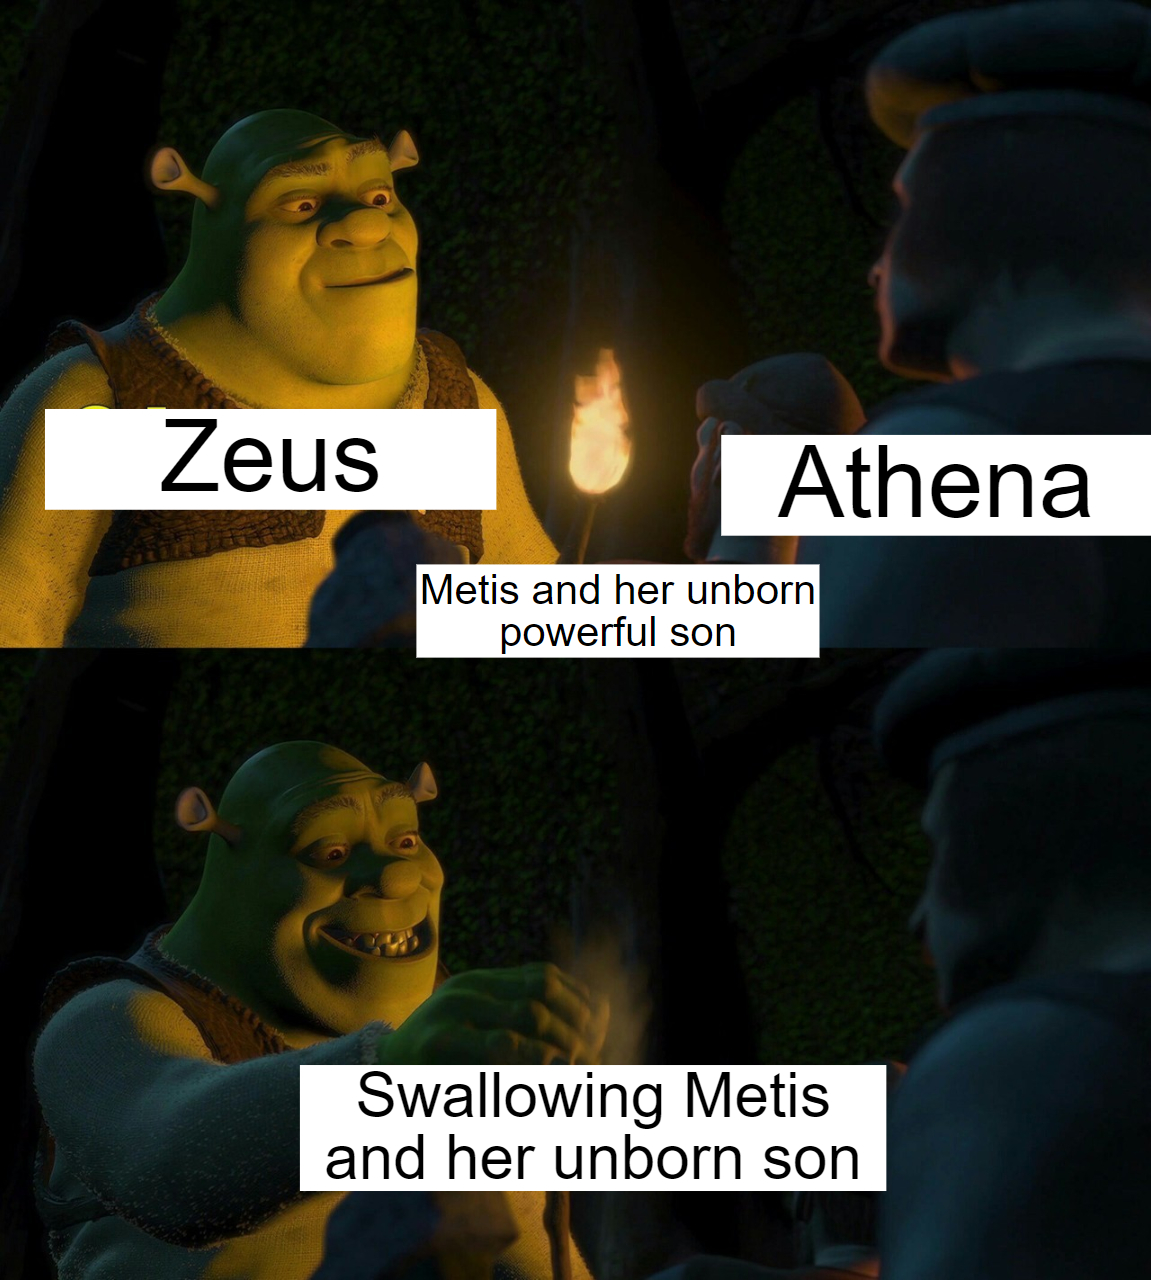 Zeus
Athena
Metis and her unborn
powerful son
Swallowing Metis
and her unborn son